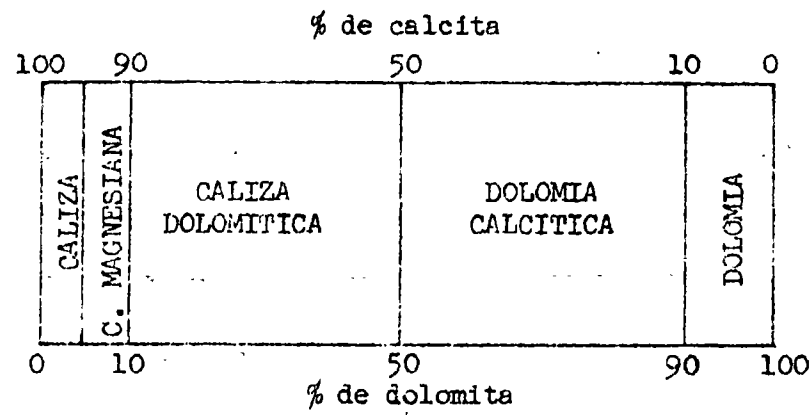 % de calcita
100 90 50 10 0
CALIZA
C. MAGNESIANA
CALIZA
DOLOMITICA
DOLOMIA
CALCITICA
DOLOMIA
0 10 50 90 100
% de dolomita